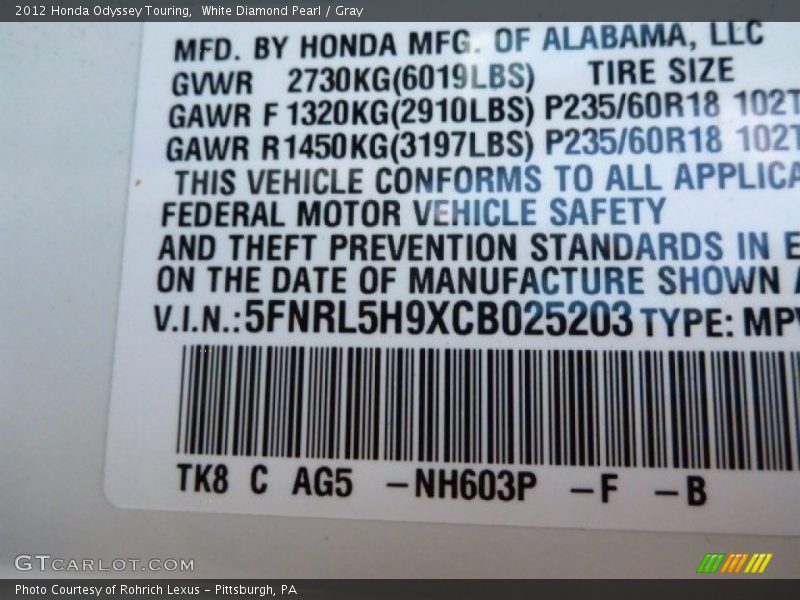 2012 Honda Odyssey Touring,  White Diamond Pearl / Gray
MFD. BY HONDA MFG. OF ALABAMA, LLC
GVWR 2730KG(6019LBS) TIRE SIZE
GAWR F 1320KG(2910LBS) P235/60R18 102T
GAWR R1450KG(3197LBS) P235/60R18 102T
THIS VEHICLE CONFORMS TO ALL APPLICA
FEDERAL MOTOR VEHICLE SAFETY
AND THEFT PREVENTION STANDARDS IN E
ON THE DATE OF MANUFACTURE SHOWN A
V.I.N.:5FNRL5H9XCB025203 TYPE: MPV
TK8 C AG5 –NH603P –F –B
GTCARLOT.COM
Photo Courtesy of Rohrich Lexus – Pittsburgh, PA